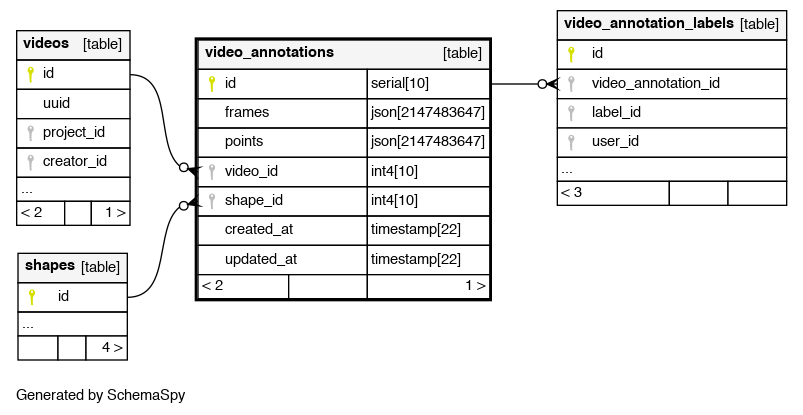 videos [table]
id
uuid
project_id
creator_id
...
< 2 1 >
shapes [table]
id
...
4 >
video_annotations [table]
id serial[10]
frames json[2147483647]
points json[2147483647]
video_id int4[10]
shape_id int4[10]
created_at timestamp[22]
updated_at timestamp[22]
< 2 1 >
video_annotation_labels [table]
id
video_annotation_id
label_id
user_id
...
< 3
Generated by SchemaSpy